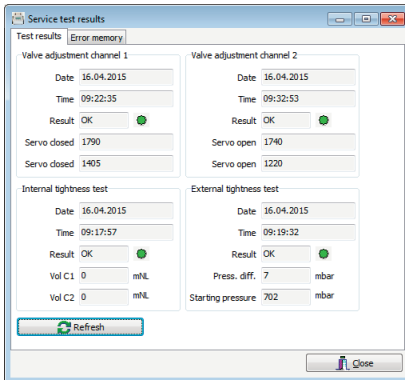 Service test results
Test results Error memory
Valve adjustment channel 1
Date 16.04.2015
Time 09:22:35
Result OK
Servo closed 1790
Servo closed 1405
Valve adjustment channel 2
Date 16.04.2015
Time 09:32:53
Result OK
Servo open 1740
Servo open 1220
Internal tightness test
Date 16.04.2015
Time 09:17:57
Result OK
Vol C1 0 mNL
Vol C2 0 mNL
External tightness test
Date 16.04.2015
Time 09:19:32
Result OK
Press. diff. 7 mbar
Starting pressure 702 mbar
Refresh
Close